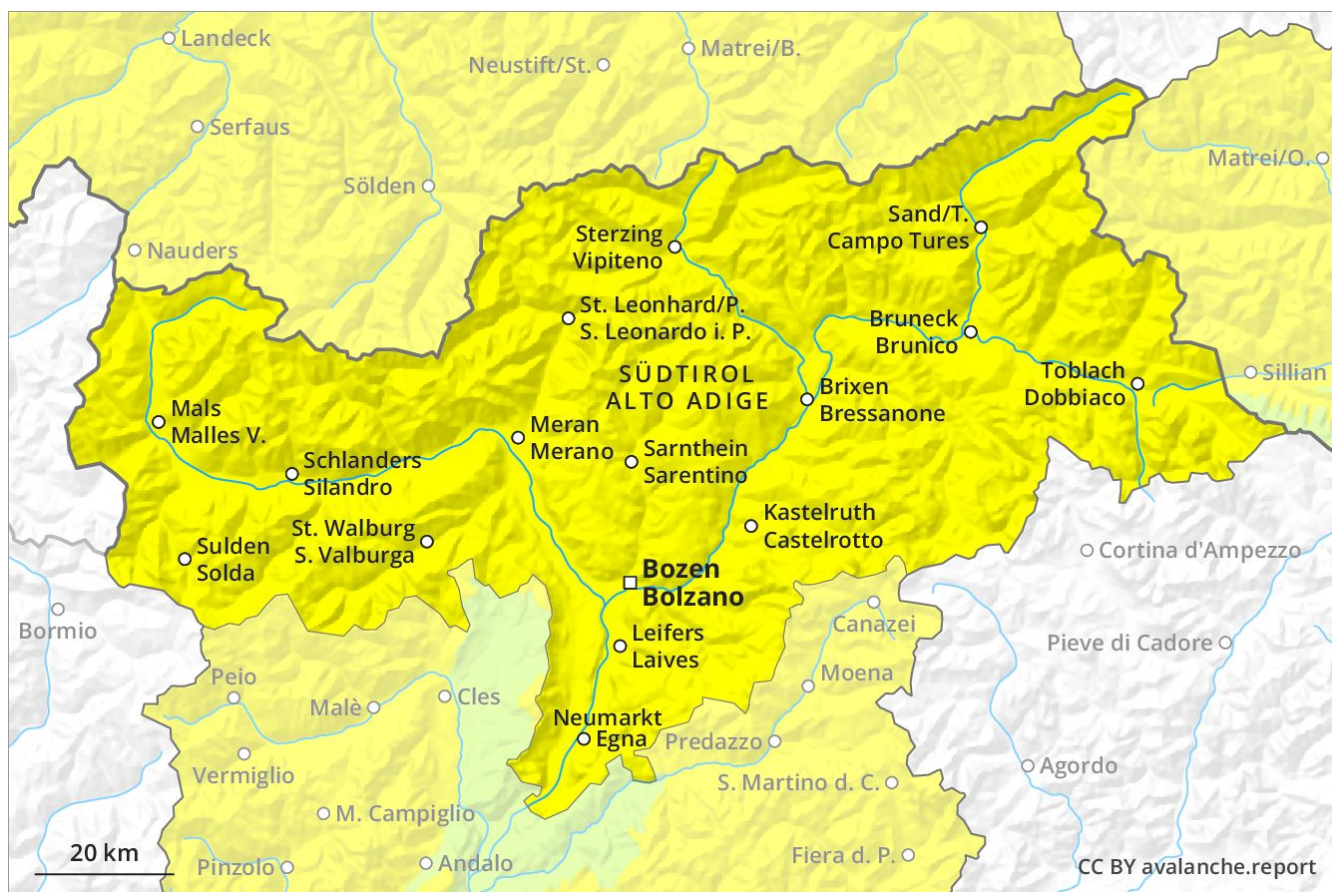 Landeck
Neustift/St.
Matrei/B.
Serfaus
Sölden
Matrei/O.
Nauders
Sterzing
Vipiteno
Sand/T.
Campo Tures
St. Leonhard/P.
S. Leonardo i. P.
Bruneck
Brunico
SÜDTIROL
ALTO ADIGE
Toblach
Dobbiaco
Sillian
Brixen
Bressanone
Mals
Malles V.
Meran
Merano
Sarnthein
Sarentino
Schlanders
Silandro
St. Walburg
S. Valburga
Kastelruth
Castelrotto
Sulden
Solda
Cortina d'Ampezzo
Bozen
Bolzano
Bormio
Canazei
Leifers
Laives
Pieve di Cadore
Peio
Moena
Malè
Cles
Neumarkt
Egna
Predazzo
Vermiglio
Agordo
S. Martino d. C.
M. Campiglio
20 km
Pinzolo
Andalo
Fiera d. P.
CC BY avalanche.report